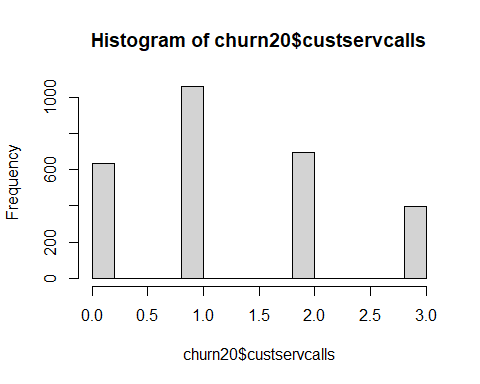 Histogram of churn20$custservcalls
Frequency
1000
600
200
0
0.0 0.5 1.0 1.5 2.0 2.5 3.0
churn20$custservcalls